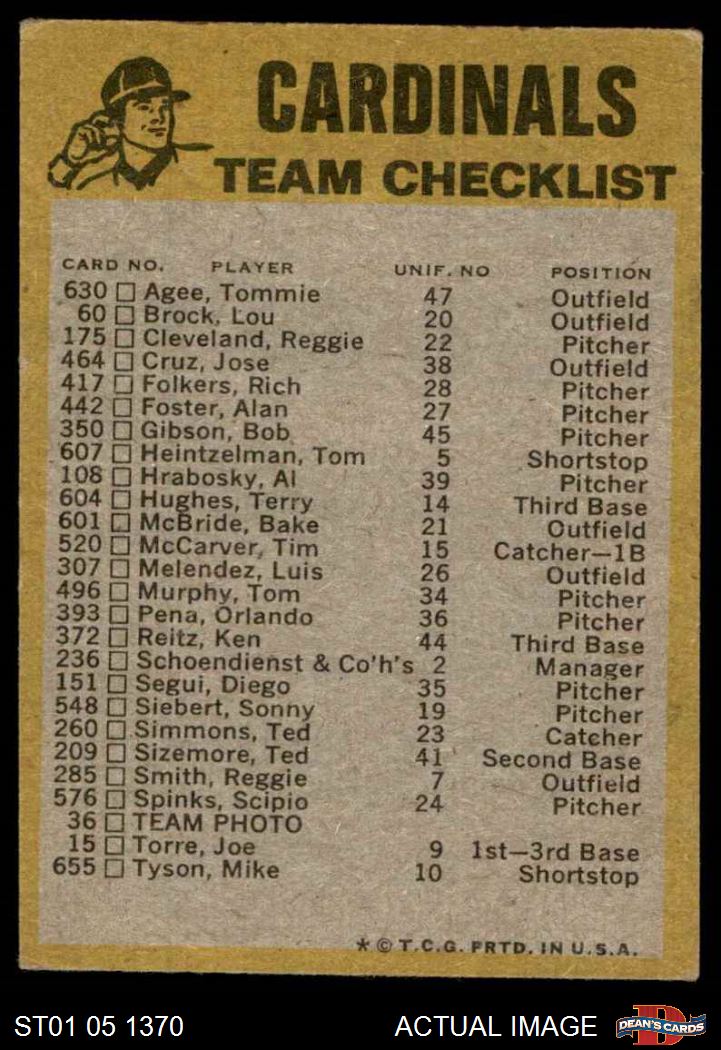 CARDINALS
TEAM CHECKLIST
CARD NO. PLAYER UNIF. NO POSITION
630 Agee, Tommie 47 Outfield
60 Brock, Lou 20 Outfield
175 Cleveland, Reggie 22 Pitcher
464 Cruz, Jose 38 Outfield
417 Folkers, Rich 28 Pitcher
442 Foster, Alan 27 Pitcher
350 Gibson, Bob 45 Pitcher
607 Heintzelman, Tom 5 Shortstop
108 Hrabosky, Al 39 Pitcher
604 Hughes, Terry 14 Third Base
601 McBride, Bake 21 Outfield
520 McCarver, Tim 15 Catcher—1B
307 Melendez, Luis 26 Outfield
496 Murphy, Tom 34 Pitcher
393 Pena, Orlando 36 Pitcher
372 Reitz, Ken 44 Third Base
236 Schoendienst & Co'h's 2 Manager
151 Segui, Diego 35 Pitcher
548 Siebert, Sonny 19 Pitcher
260 Simmons, Ted 23 Catcher
209 Sizemore, Ted 41 Second Base
285 Smith, Reggie 7 Outfield
576 Spinks, Scipio 24 Pitcher
36 TEAM PHOTO
15 Torre, Joe 9 1st—3rd Base
655 Tyson, Mike 10 Shortstop
* © T.C.G. PRTD. IN U.S.A.
ST01 05 1370 ACTUAL IMAGE DEAN'S CARDS